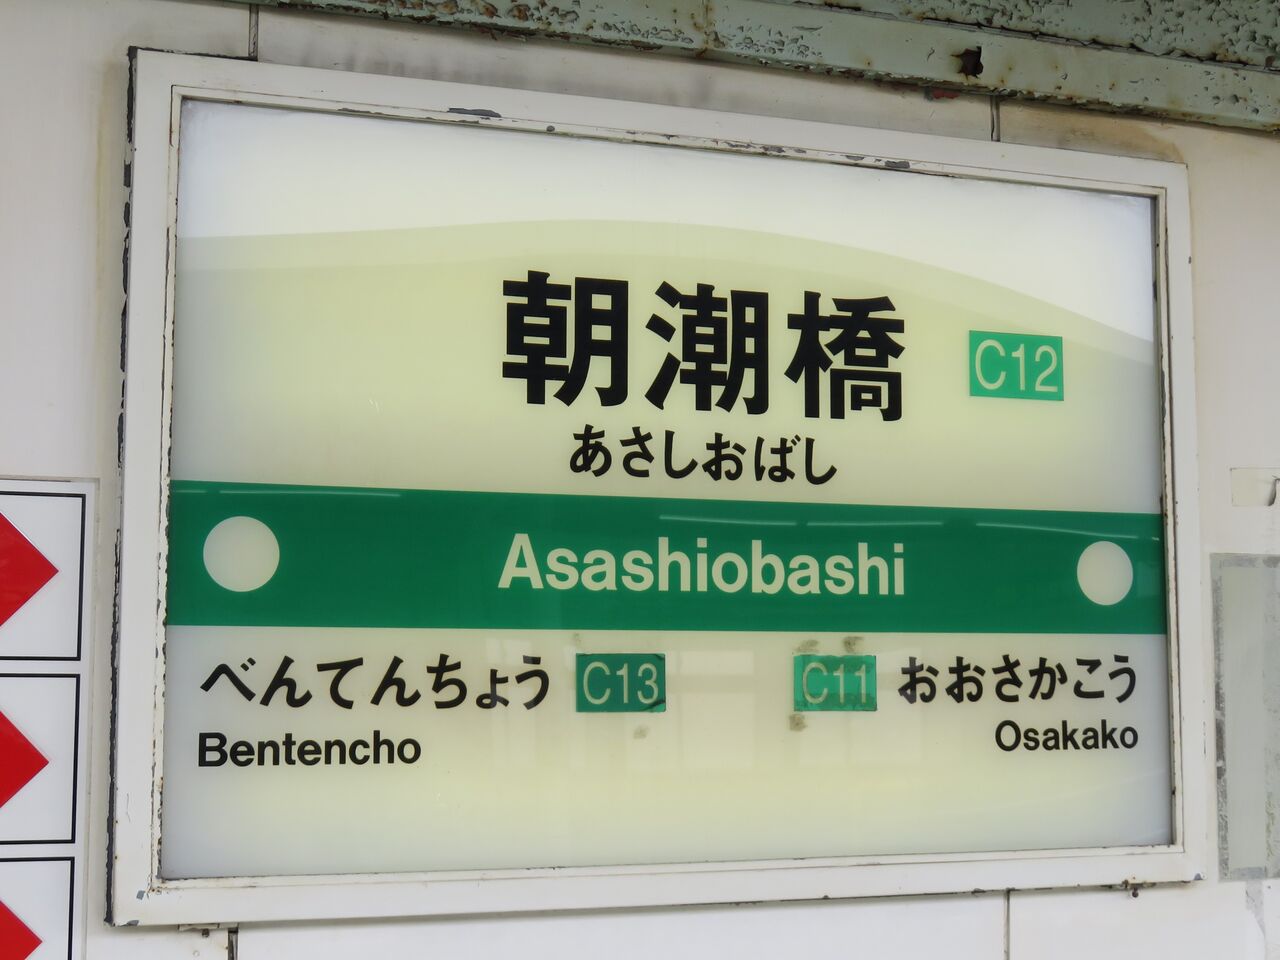 朝潮橋 C12
あさしおばし
Asashiobashi
べんてんちょう C13 C11 おおさかこう
Bentencho Osakako